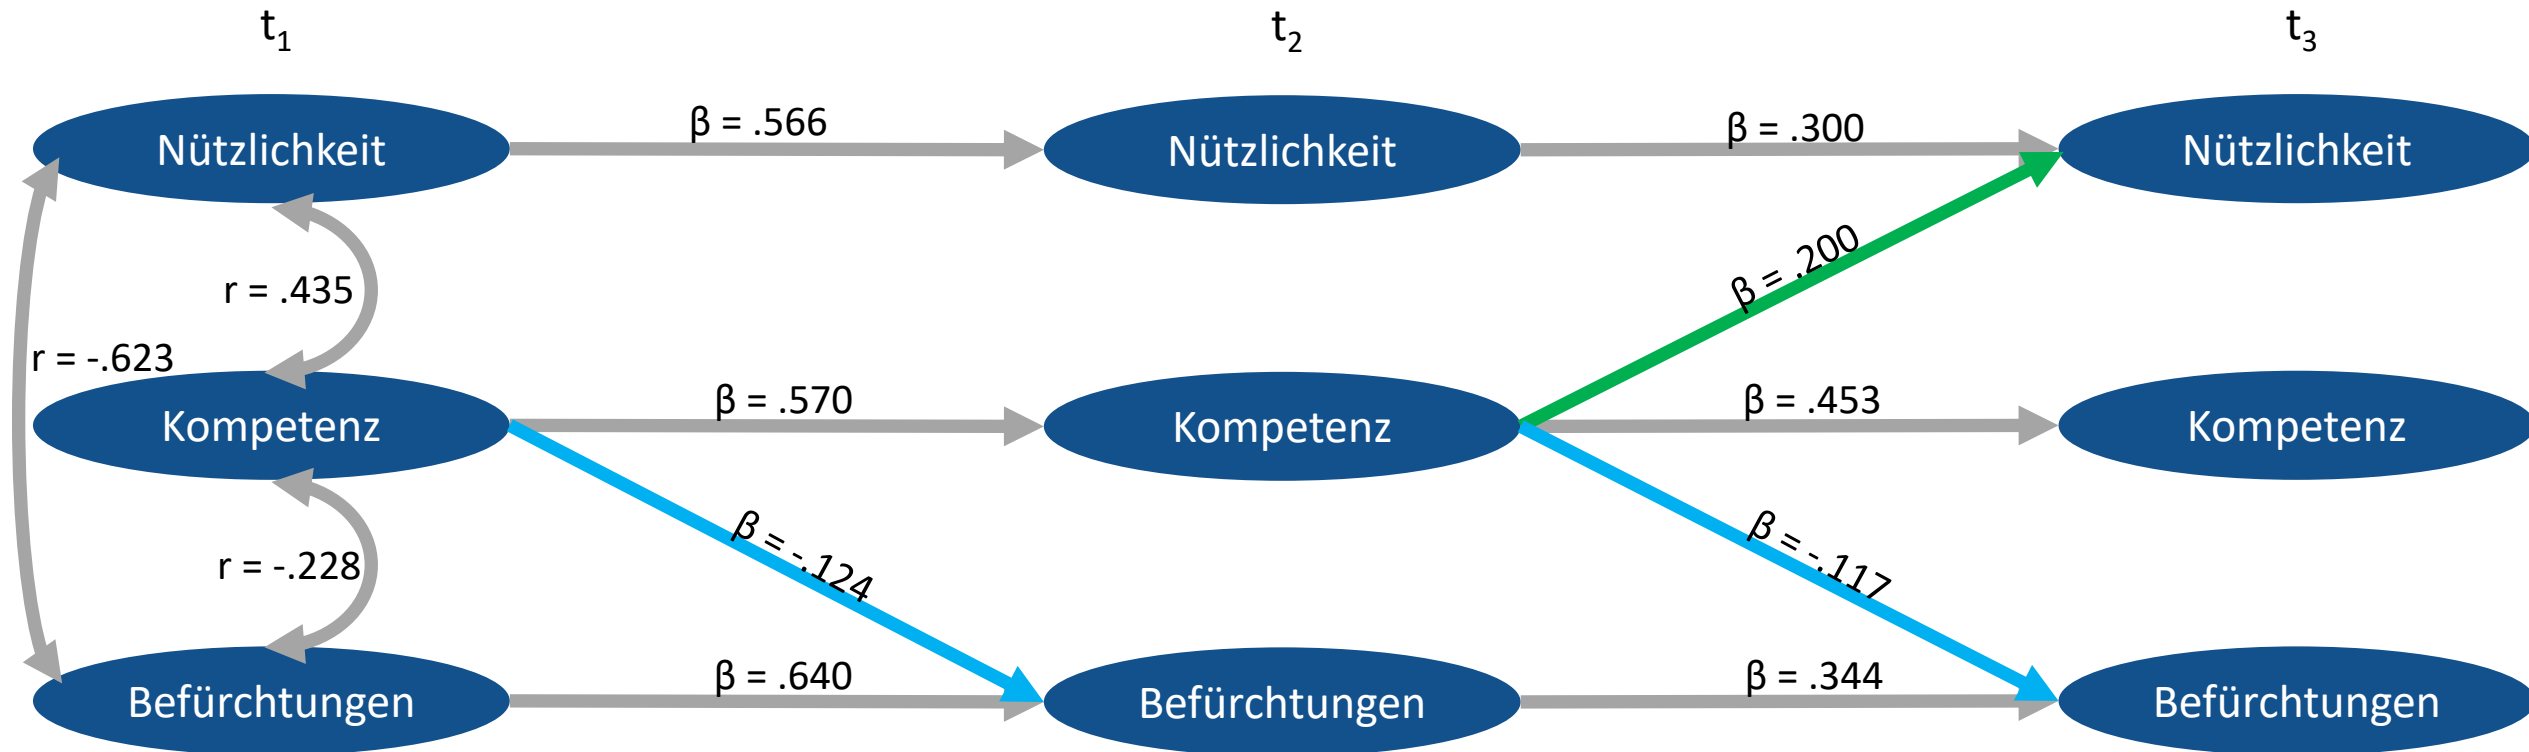 t1
t2
t3
Nützlichkeit
β = .566
Nützlichkeit
β = .300
Nützlichkeit
r = .435
β = .200
r = -.623
Kompetenz
β = .570
Kompetenz
β = .453
Kompetenz
r = -.228
β = -.124
β = -.117
Befürchtungen
β = .640
Befürchtungen
β = .344
Befürchtungen